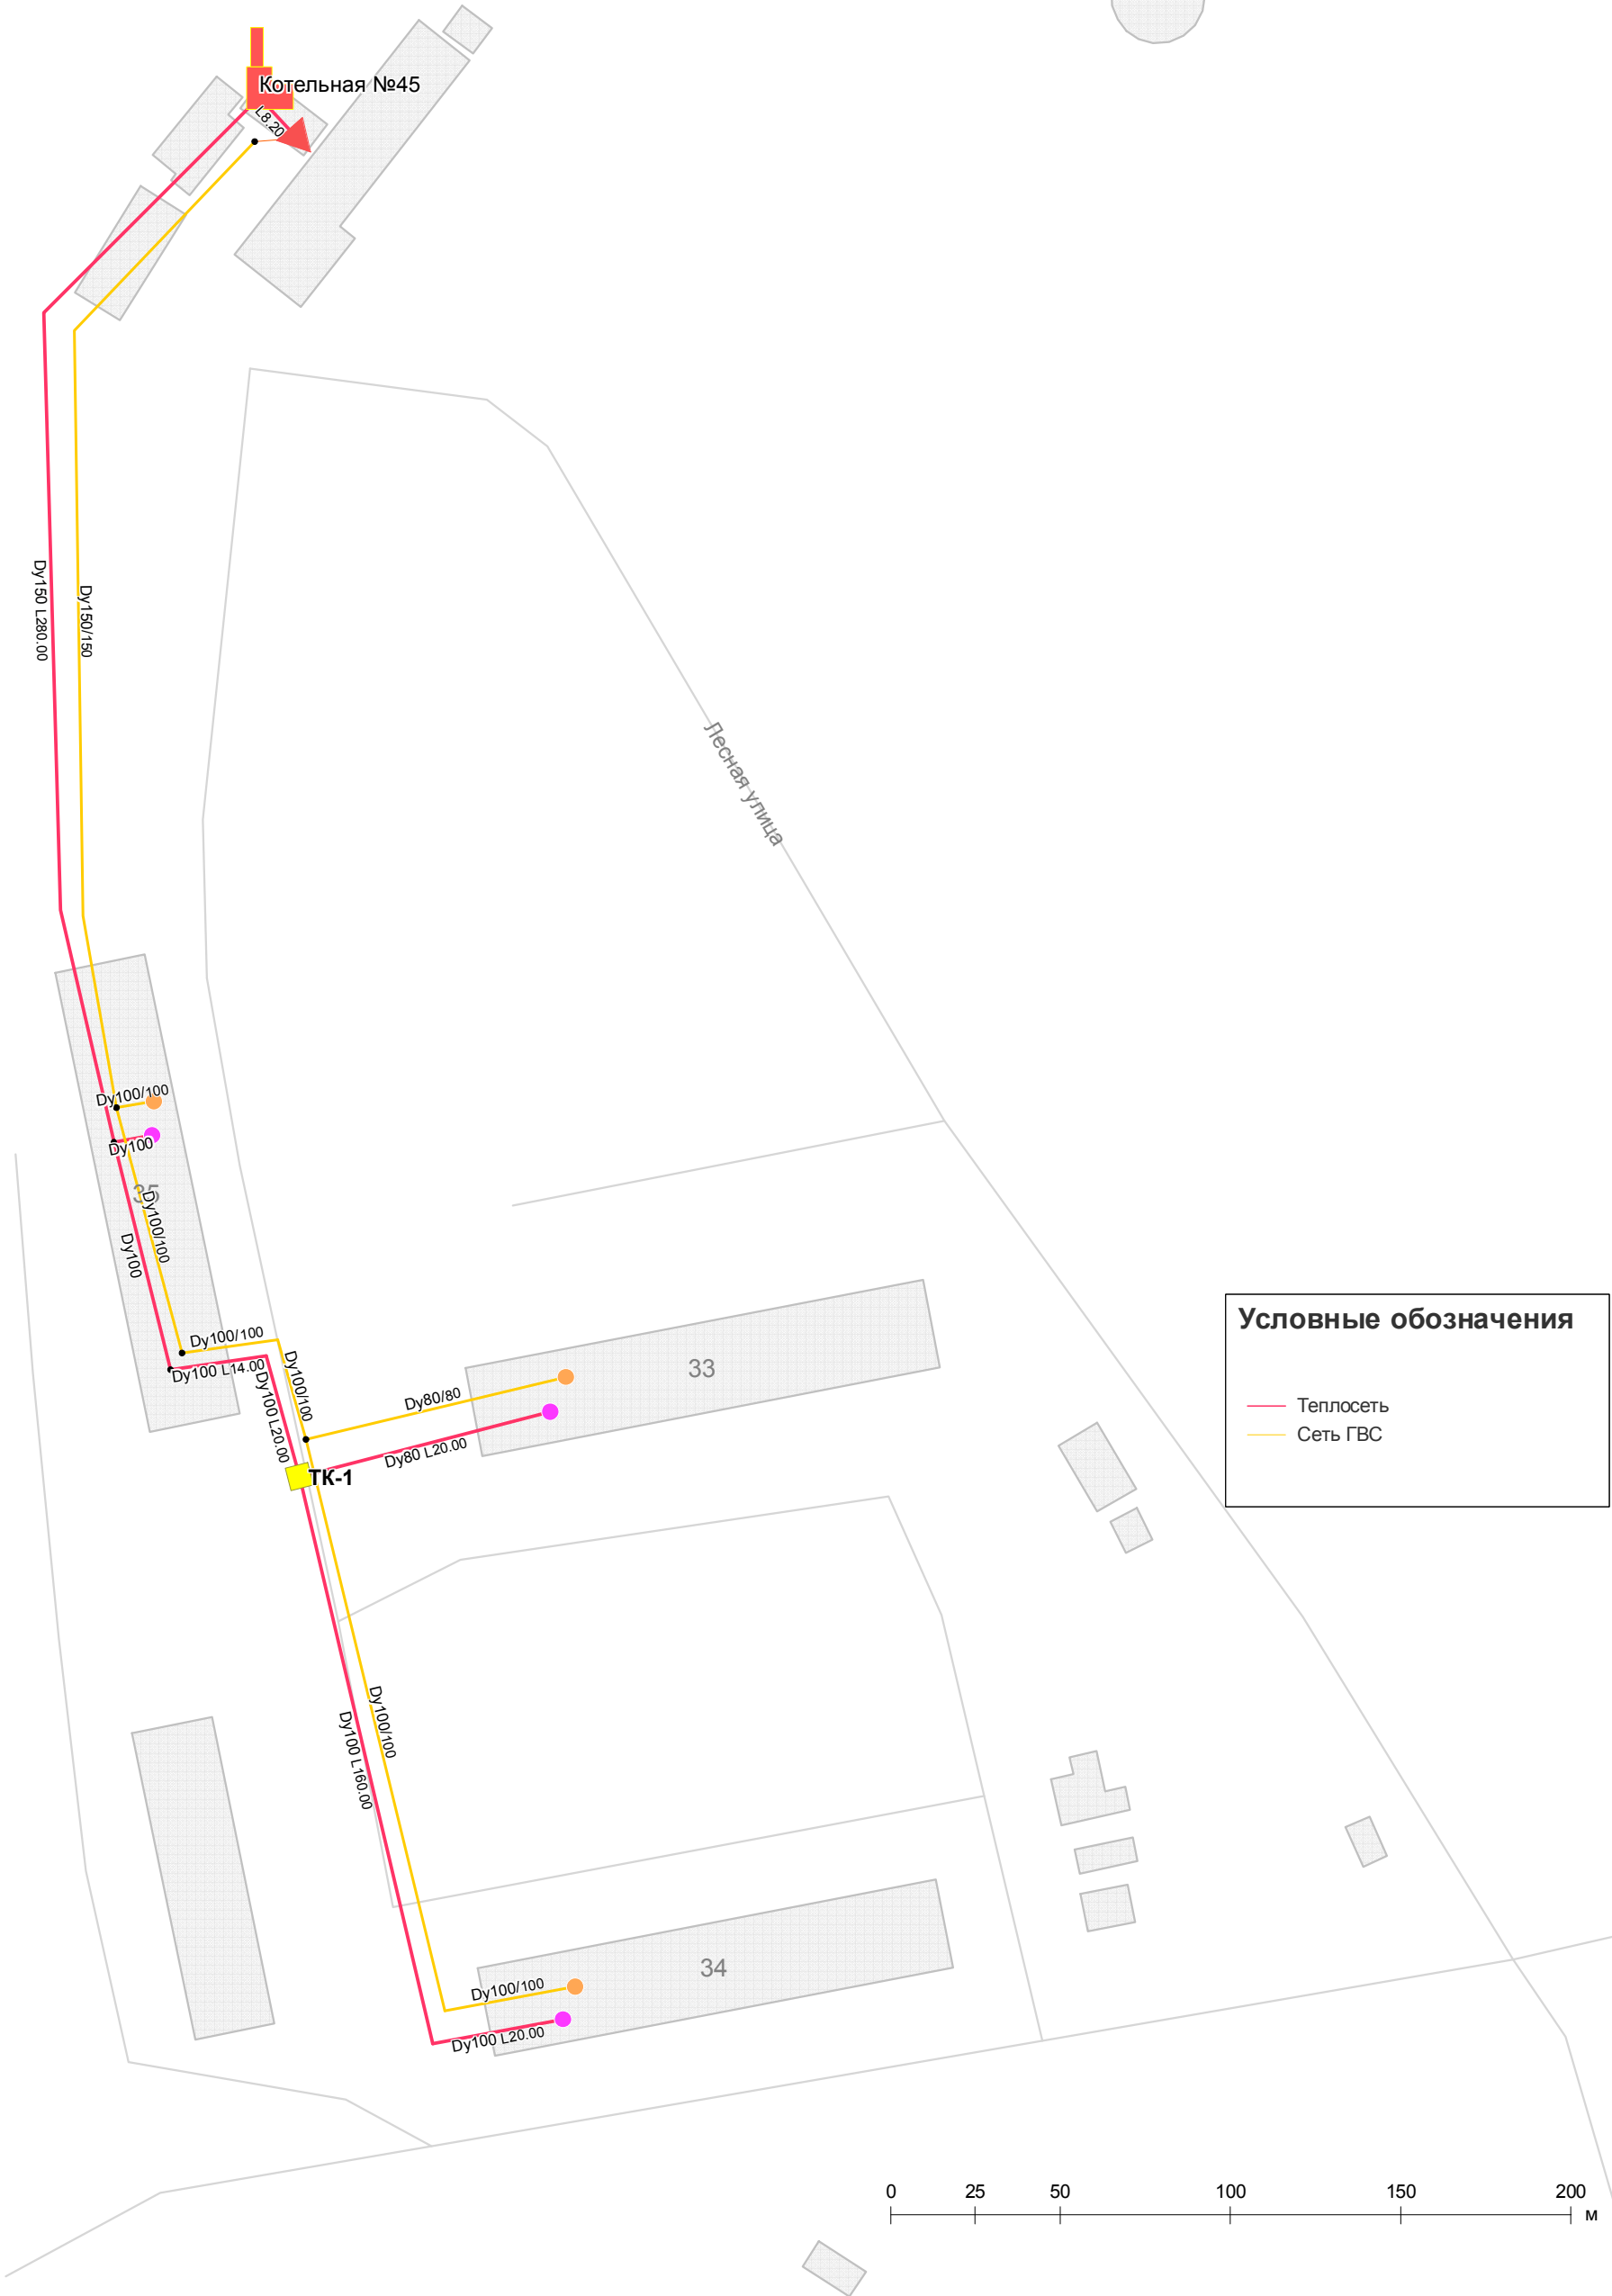 Котельная №45
L8.20
Dy150 L280.00
Dy150/150
Лесная улица
Dy100/100
Dy100
35
Dy100/100
Dy100
Dy100/100
Dy100 L14.00
Dy100/100
Dy100 L20.00
Dy80/80
33
Dy80 L20.00
ТК-1
Условные обозначения
Теплосеть
Сеть ГВС
Dy100/100
Dy100 L160.00
34
Dy100/100
Dy100 L20.00
0 25 50 100 150 200
м